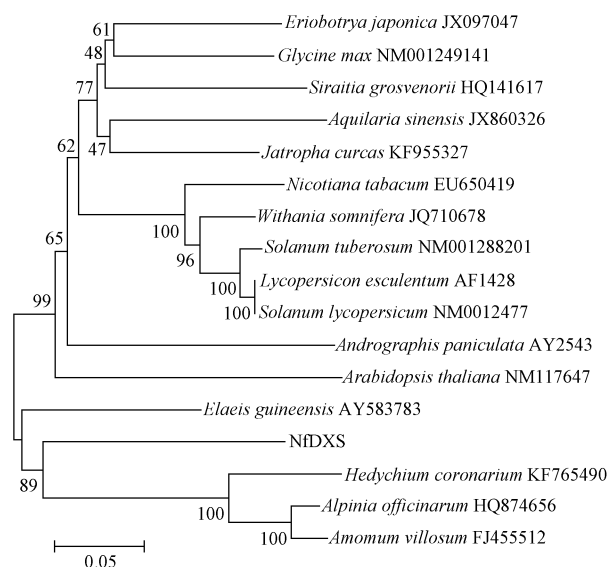 61
Eriobotrya japonica JX097047
48
Glycine max NM001249141
77
Siraitia grosvenorii HQ141617
Aquilaria sinensis JX860326
62
47
Jatropha curcas KF955327
Nicotiana tabacum EU650419
100
Withania somnifera JQ710678
65
96
Solanum tuberosum NM001288201
100
Lycopersicon esculentum AF1428
99
100
Solanum lycopersicum NM0012477
Andrographis paniculata AY2543
Arabidopsis thaliana NM117647
Elaeis guineensis AY583783
NfDXS
89
Hedychium coronarium KF765490
100
Alpinia officinarum HQ874656
100
Amomum villosum FJ455512
0.05